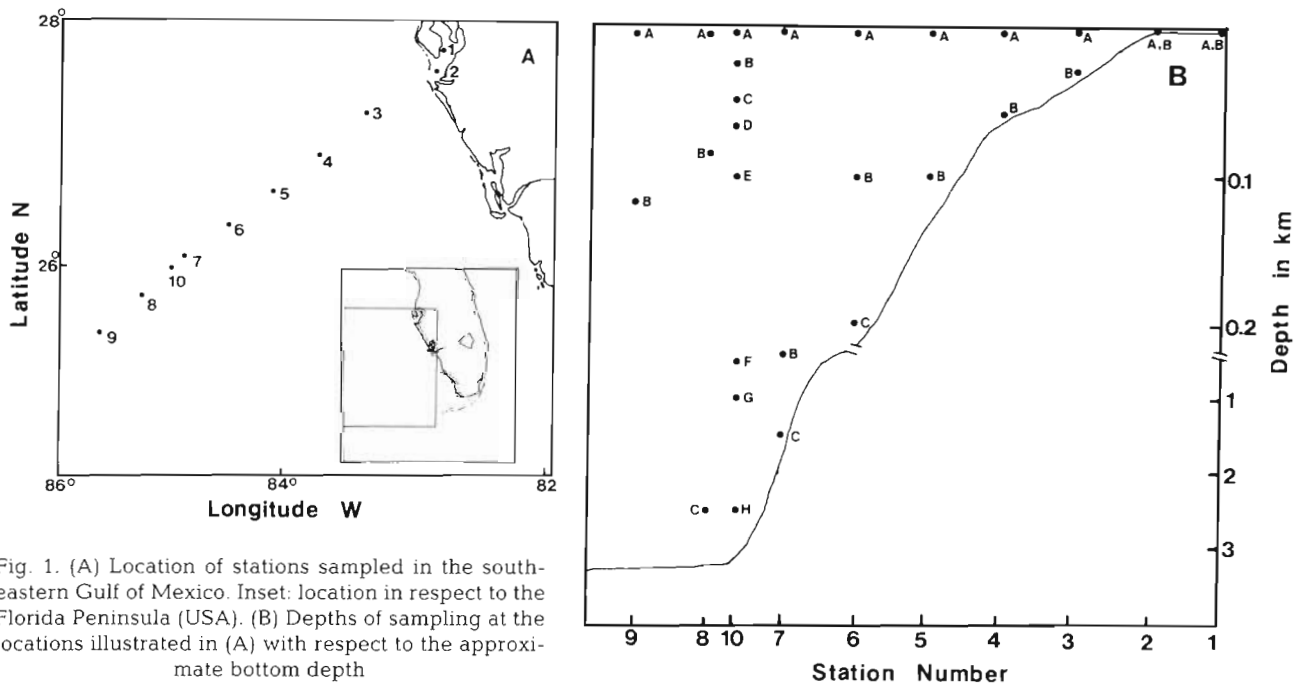 28°
A
1
2
3
4
5
6
7
10
8
9
26°
86°
84°
82
Latitude N
Longitude W
Fig. 1. (A) Location of stations sampled in the south-
eastern Gulf of Mexico. Inset: location in respect to the
Florida Peninsula (USA). (B) Depths of sampling at the
locations illustrated in (A) with respect to the approxi-
mate bottom depth
A A A A A A A A A,B A,B
B
B
B
C
B
D
B
E
B
B
B
C
F
B
G
C
C
H
0.1
0.2
1
2
3
Depth in km
9 8 10 7 6 5 4 3 2 1
Station Number